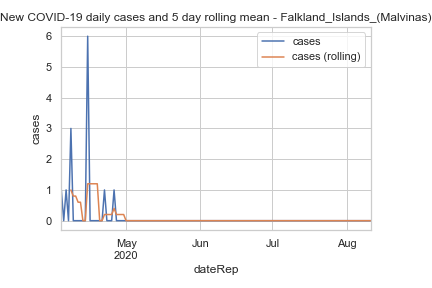 New COVID-19 daily cases and 5 day rolling mean - Falkland_Islands_(Malvinas)
cases
cases (rolling)
6
5
4
3
2
1
0
cases
May
2020
Jun
Jul
Aug
dateRep